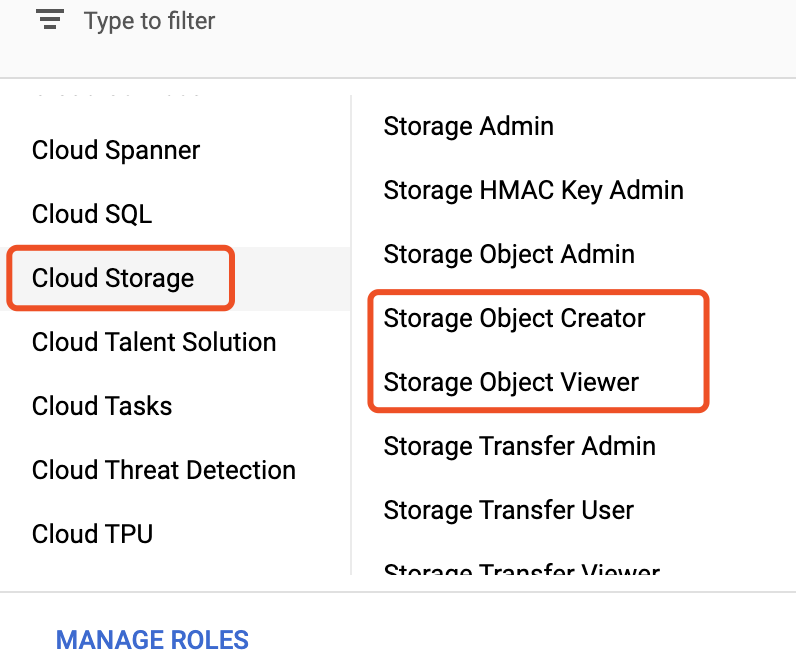 Type to filter
Cloud Spanner
Cloud SQL
Cloud Storage
Cloud Talent Solution
Cloud Tasks
Cloud Threat Detection
Cloud TPU
Storage Admin
Storage HMAC Key Admin
Storage Object Admin
Storage Object Creator
Storage Object Viewer
Storage Transfer Admin
Storage Transfer User
Storage Transfer Viewer
MANAGE ROLES